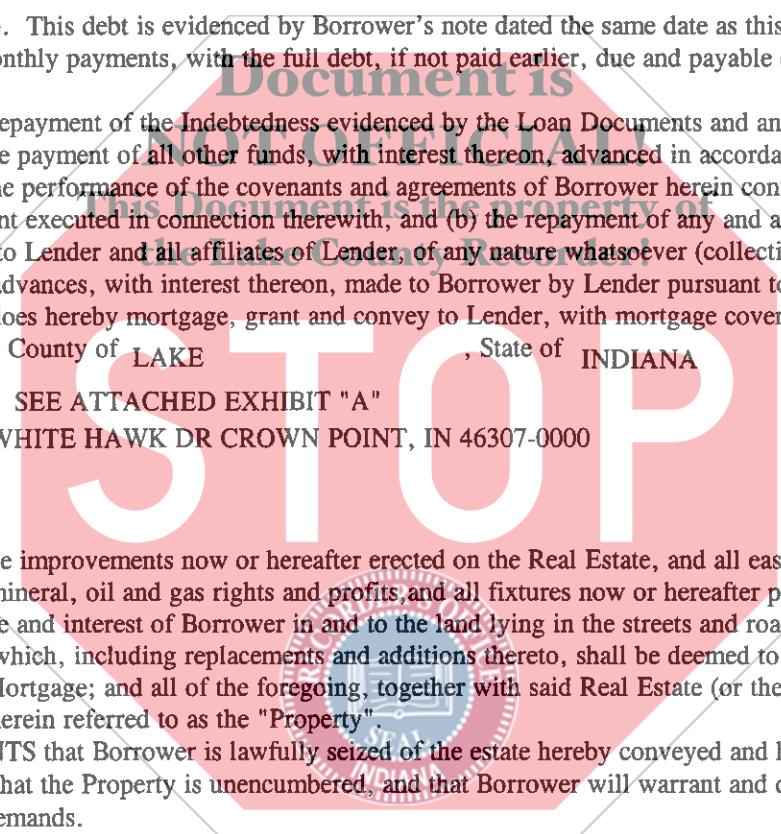 . This debt is evidenced by Borrower's note dated the same date as this
onthly payments, with the full debt, if not paid earlier, due and payable
Document is
epayment of the Indebtedness evidenced by the Loan Documents and an
NOT OFFICIAL!
e payment of all other funds, with interest thereon, advanced in accorda
ne performance of the covenants and agreements of Borrower herein con
This Document is the property of
nt executed in connection therewith, and (b) the repayment of any and a
the Lake County Recorder!
to Lender and all affiliates of Lender, of any nature whatsoever (collecti
dvances, with interest thereon, made to Borrower by Lender pursuant to
does hereby mortgage, grant and convey to Lender, with mortgage cover
County of LAKE , State of INDIANA
SEE ATTACHED EXHIBIT "A"
WHITE HAWK DR CROWN POINT, IN 46307-0000
STOP
e improvements now or hereafter erected on the Real Estate, and all eas
mineral, oil and gas rights and profits,and all fixtures now or hereafter p
e and interest of Borrower in and to the land lying in the streets and roa
which, including replacements and additions thereto, shall be deemed to
Mortgage; and all of the foregoing, together with said Real Estate (or the
erein referred to as the "Property".
NTS that Borrower is lawfully seized of the estate hereby conveyed and h
hat the Property is unencumbered, and that Borrower will warrant and d
emands.
SEAL
INDIANA